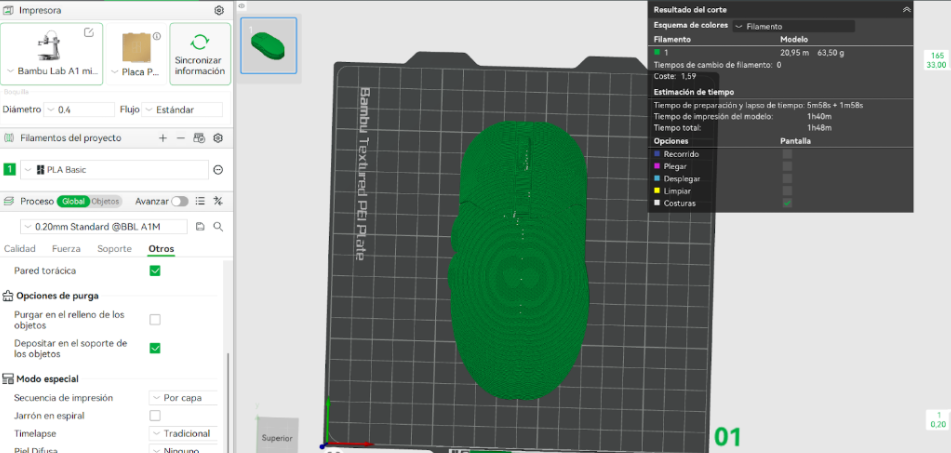 Impresora
Bambu Lab A1 mi...
Placa P...
Sincronizar
información
Boquilla
Diámetro
0.4
Flujo
Estándar
Filamentos del proyecto
1
PLA Basic
Proceso
Global
Objetos
Avanzar
0.20mm Standard @BBL A1M
Calidad
Fuerza
Soporte
Otros
Pared torácica
Opciones de purga
Purgar en el relleno de los
objetos
Depositar en el soporte de
los objetos
Modo especial
Secuencia de impresión
Por capa
Jarrón en espiral
Timelapse
Tradicional
Piel Difusa
Ninguno
Bambu Textured PEI Plate
Superior
01
Resultado del corte
Esquema de colores
Filamento
Filamento
Modelo
1
20,95 m
63,50 g
Tiempos de cambio de filamento: 0
Coste: 1,59
Estimación de tiempo
Tiempo de preparación y lapso de tiempo: 5m58s + 1m58s
Tiempo de impresión del modelo:
1h40m
Tiempo total:
1h48m
Opciones
Pantalla
Recorrido
Plegar
Desplegar
Limpiar
Costuras
165
33.00
1
0,20